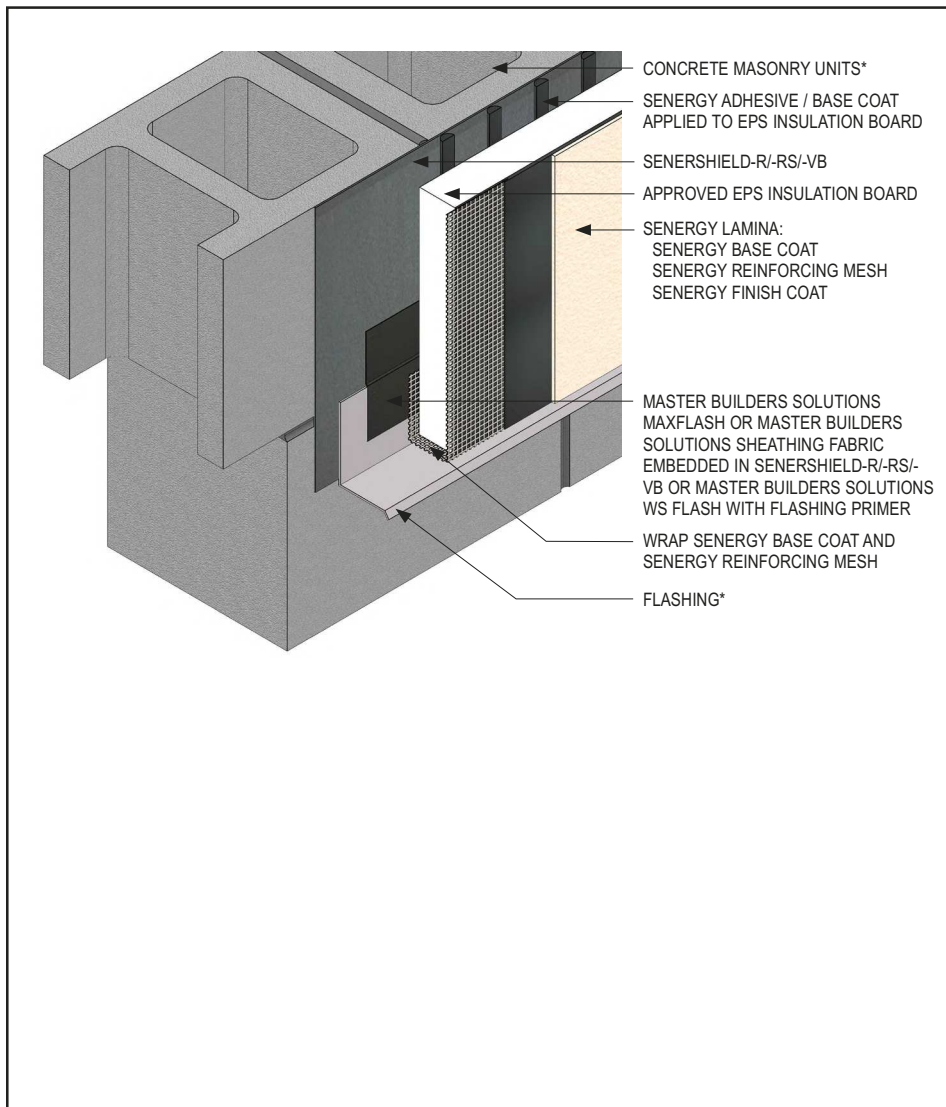 CONCRETE MASONRY UNITS*
SENERGY ADHESIVE / BASE COAT
APPLIED TO EPS INSULATION BOARD
SENERSHIELD-R/-RS/-VB
APPROVED EPS INSULATION BOARD
SENERGY LAMINA:
SENERGY BASE COAT
SENERGY REINFORCING MESH
SENERGY FINISH COAT
MASTER BUILDERS SOLUTIONS
MAXFLASH OR MASTER BUILDERS
SOLUTIONS SHEATHING FABRIC
EMBEDDED IN SENERSHIELD-R/-RS/-
VB OR MASTER BUILDERS SOLUTIONS
WS FLASH WITH FLASHING PRIMER
WRAP SENERGY BASE COAT AND
SENERGY REINFORCING MESH
FLASHING*